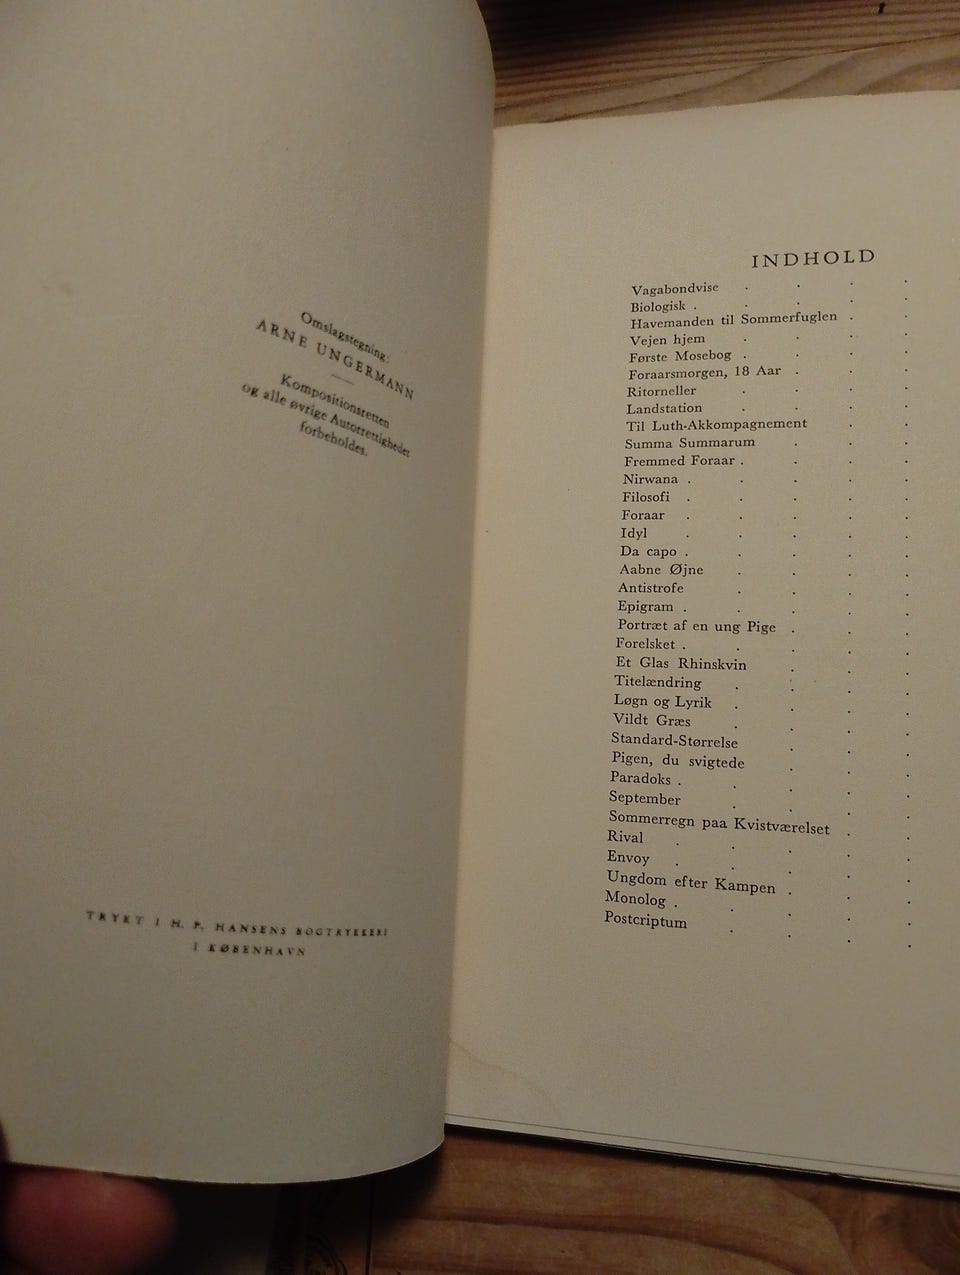 Omslagstegning:
ARNE UNGERMANN
Kompositionsretten
og alle øvrige Autorrettigheder
forbeholdes.
TRYKT I H. P. HANSENS BOGTRYKKERI
I KØBENHAVN
INDHOLD
Vagabondvise . . . .
Biologisk . . . . .
Havemanden til Sommerfuglen . .
Vejen hjem . . . .
Første Mosebog . . . .
Foraarsmorgen, 18 Aar . . .
Ritorneller . . . .
Landstation . . . .
Til Luth-Akkompagnement . .
Summa Summarum . . .
Fremmed Foraar . . . .
Nirwana . . . . .
Filosofi . . . . .
Foraar . . . . .
Idyl . . . . .
Da capo . . . . .
Aabne Øjne . . . .
Antistrofe . . . .
Epigram . . . . .
Portræt af en ung Pige . . .
Forelsket . . . . .
Et Glas Rhinskvin . . .
Titelændring . . . .
Løgn og Lyrik . . . .
Vildt Græs . . . .
Standard-Størrelse . . .
Pigen, du svigtede . . .
Paradoks . . . . .
September . . . .
Sommerregn paa Kvistværelset . .
Rival . . . . .
Envoy . . . . .
Ungdom efter Kampen . . .
Monolog . . . . .
Postcriptum . . . .